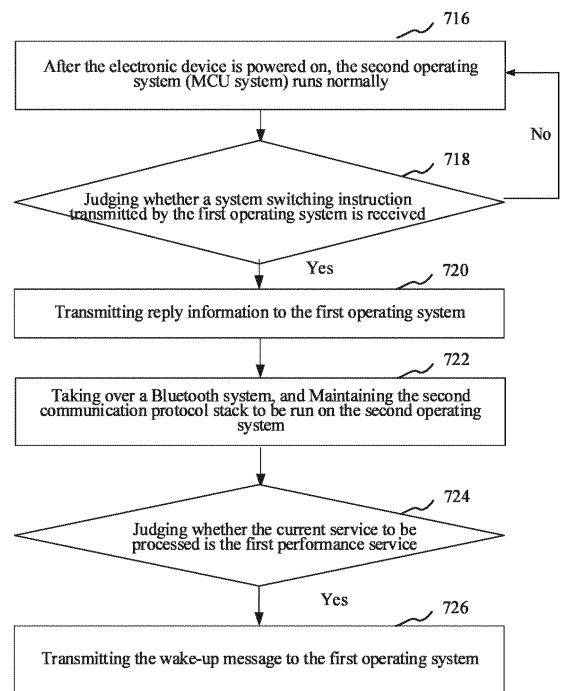 716
After the electronic device is powered on, the second operating
system (MCU system) runs normally
No
718
Judging whether a system switching instruction
transmitted by the first operating system is received
Yes
720
Transmitting reply information to the first operating system
722
Taking over a Bluetooth system, and Maintaining the second
communication protocol stack to be run on the second operating
system
724
Judging whether the current service to be
processed is the first performance service
Yes
726
Transmitting the wake-up message to the first operating system